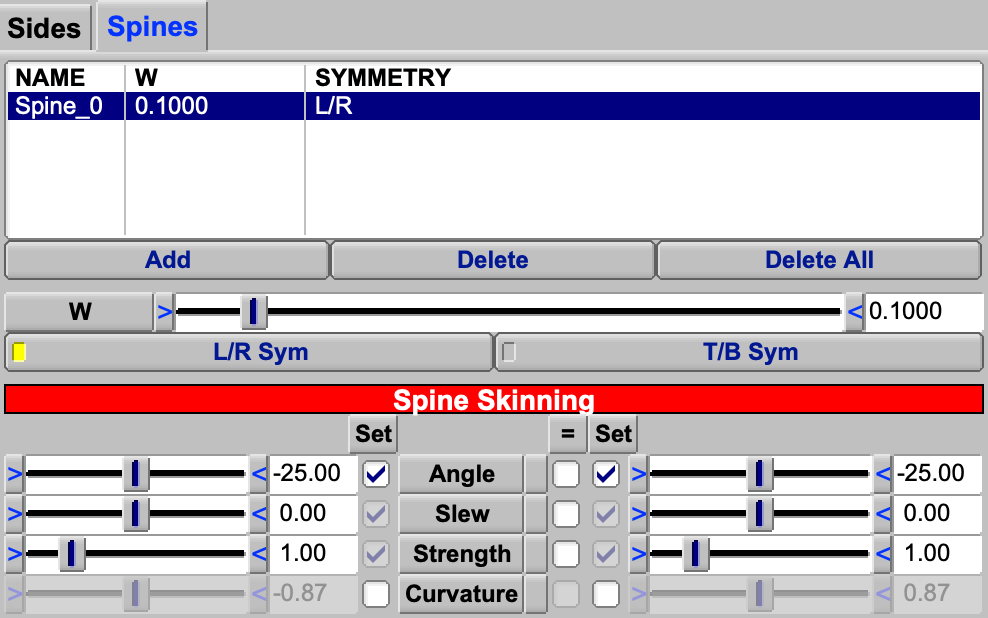 Sides Spines
NAME W SYMMETRY
Spine_0 0.1000 L/R
Add Delete Delete All
W > < 0.1000
L/R Sym T/B Sym
Spine Skinning
Set = Set
> < -25.00 Angle > < -25.00
> < 0.00 Slew > < 0.00
> < 1.00 Strength > < 1.00
> < -0.87 Curvature > < 0.87